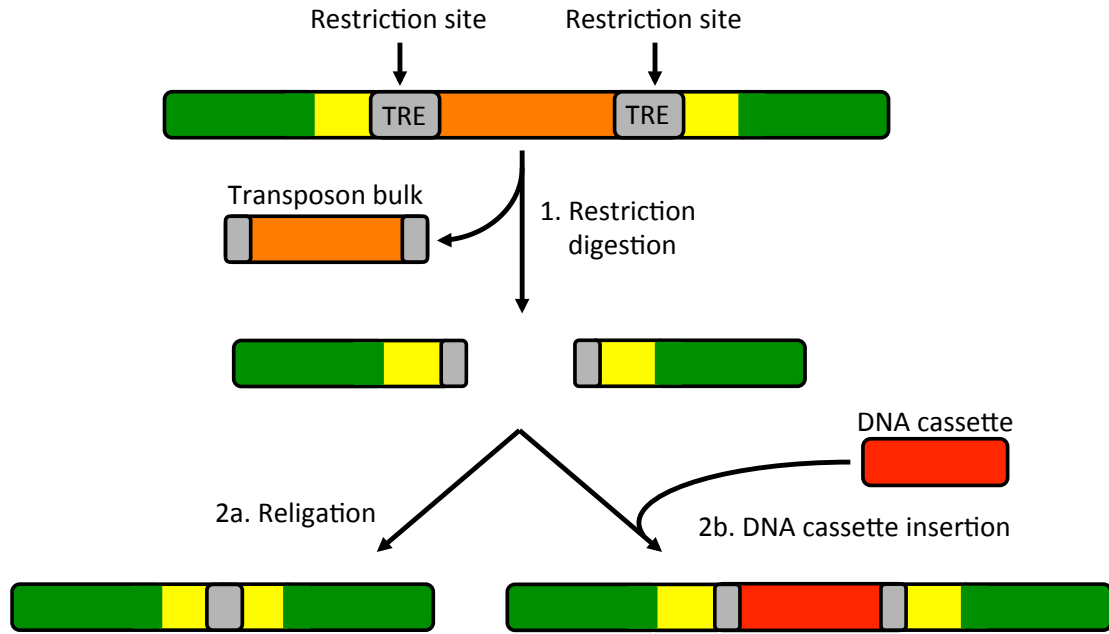 Restriction site
Restriction site
TRE
TRE
Transposon bulk
1. Restriction
digestion
DNA cassette
2a. Religation
2b. DNA cassette insertion